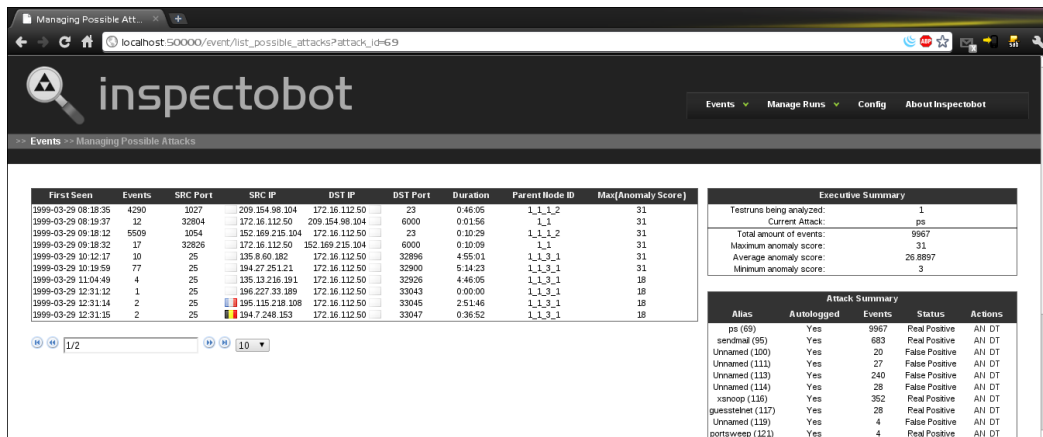 Managing Possible Att...
localhost:50000/event/list_possible_attacks?attack_id=69
inspectobot
Events Manage Runs Config About Inspectobot
>> Events >> Managing Possible Attacks
First Seen Events SRC Port SRC IP DST IP DST Port Duration Parent Node ID Max(Anomaly Score)
1999-03-29 08:18:35 4290 1027 209.154.98.104 172.16.112.50 23 0:46:05 1_1_1_2 31
1999-03-29 08:19:37 12 32804 172.16.112.50 209.154.98.104 6000 0:01:56 1_1 31
1999-03-29 09:18:12 5509 1054 152.169.215.104 172.16.112.50 23 0:10:29 1_1_1_2 31
1999-03-29 09:18:32 17 32826 172.16.112.50 152.169.215.104 6000 0:10:09 1_1 31
1999-03-29 10:12:17 10 25 135.8.60.182 172.16.112.50 32896 4:55:01 1_1_3_1 31
1999-03-29 10:19:59 77 25 194.27.251.21 172.16.112.50 32900 5:14:23 1_1_3_1 31
1999-03-29 11:04:49 4 25 135.13.216.191 172.16.112.50 32926 4:46:05 1_1_3_1 18
1999-03-29 12:31:12 1 25 196.227.33.189 172.16.112.50 33043 0:00:00 1_1_3_1 18
1999-03-29 12:31:14 2 25 195.115.218.108 172.16.112.50 33045 2:51:46 1_1_3_1 18
1999-03-29 12:31:15 2 25 194.7.248.153 172.16.112.50 33047 0:36:52 1_1_3_1 18
1/2 10
Executive Summary
Testruns being analyzed: 1
Current Attack: ps
Total amount of events: 9967
Maximum anomaly score: 31
Average anomaly score: 26.8897
Minimum anomaly score: 3
Attack Summary
Alias Autologged Events Status Actions
ps (69) Yes 9967 Real Positive AN DT
sendmail (95) Yes 683 Real Positive AN DT
Unnamed (100) Yes 20 False Positive AN DT
Unnamed (111) Yes 27 False Positive AN DT
Unnamed (113) Yes 240 False Positive AN DT
Unnamed (114) Yes 28 False Positive AN DT
xsnoop (116) Yes 352 Real Positive AN DT
guesstelnet (117) Yes 28 Real Positive AN DT
Unnamed (119) Yes 4 False Positive AN DT
portsweep (121) Yes 4 Real Positive AN DT